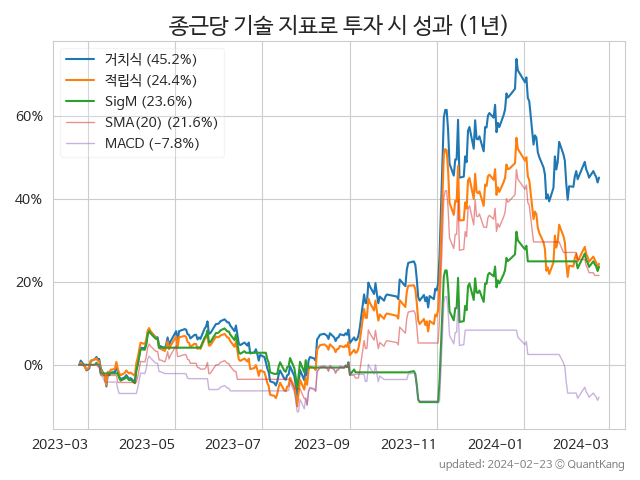 종근당 기술 지표로 투자 시 성과 (1년)
거치식 (45.2%)
적립식 (24.4%)
SigM (23.6%)
SMA(20) (21.6%)
MACD (−7.8%)
60%
40%
20%
0%
2023-03 2023-05 2023-07 2023-09 2023-11 2024-01 2024-03
updated: 2024-02-23 ⓒ QuantKang